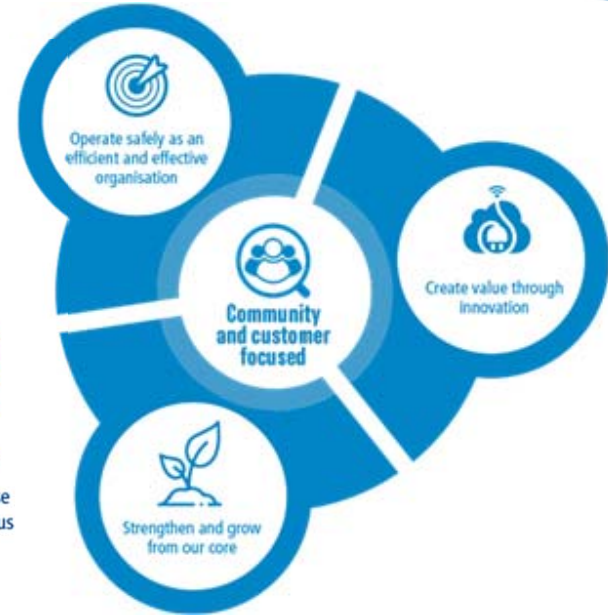 Operate safely as an
efficient and effective
organisation
Create value through
innovation
Community
and customer
focused
Strengthen and grow
from our core
us